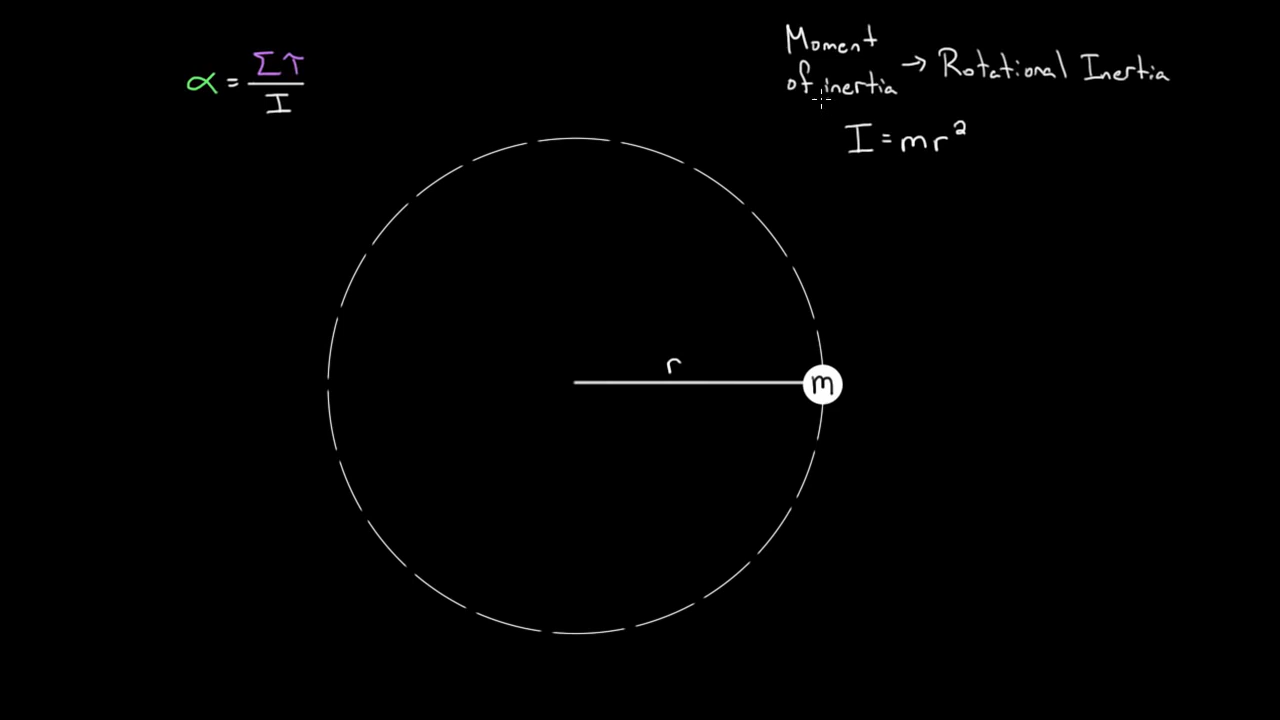 α = Στ / I
Moment
of inertia → Rotational Inertia
I = mr²
r
m